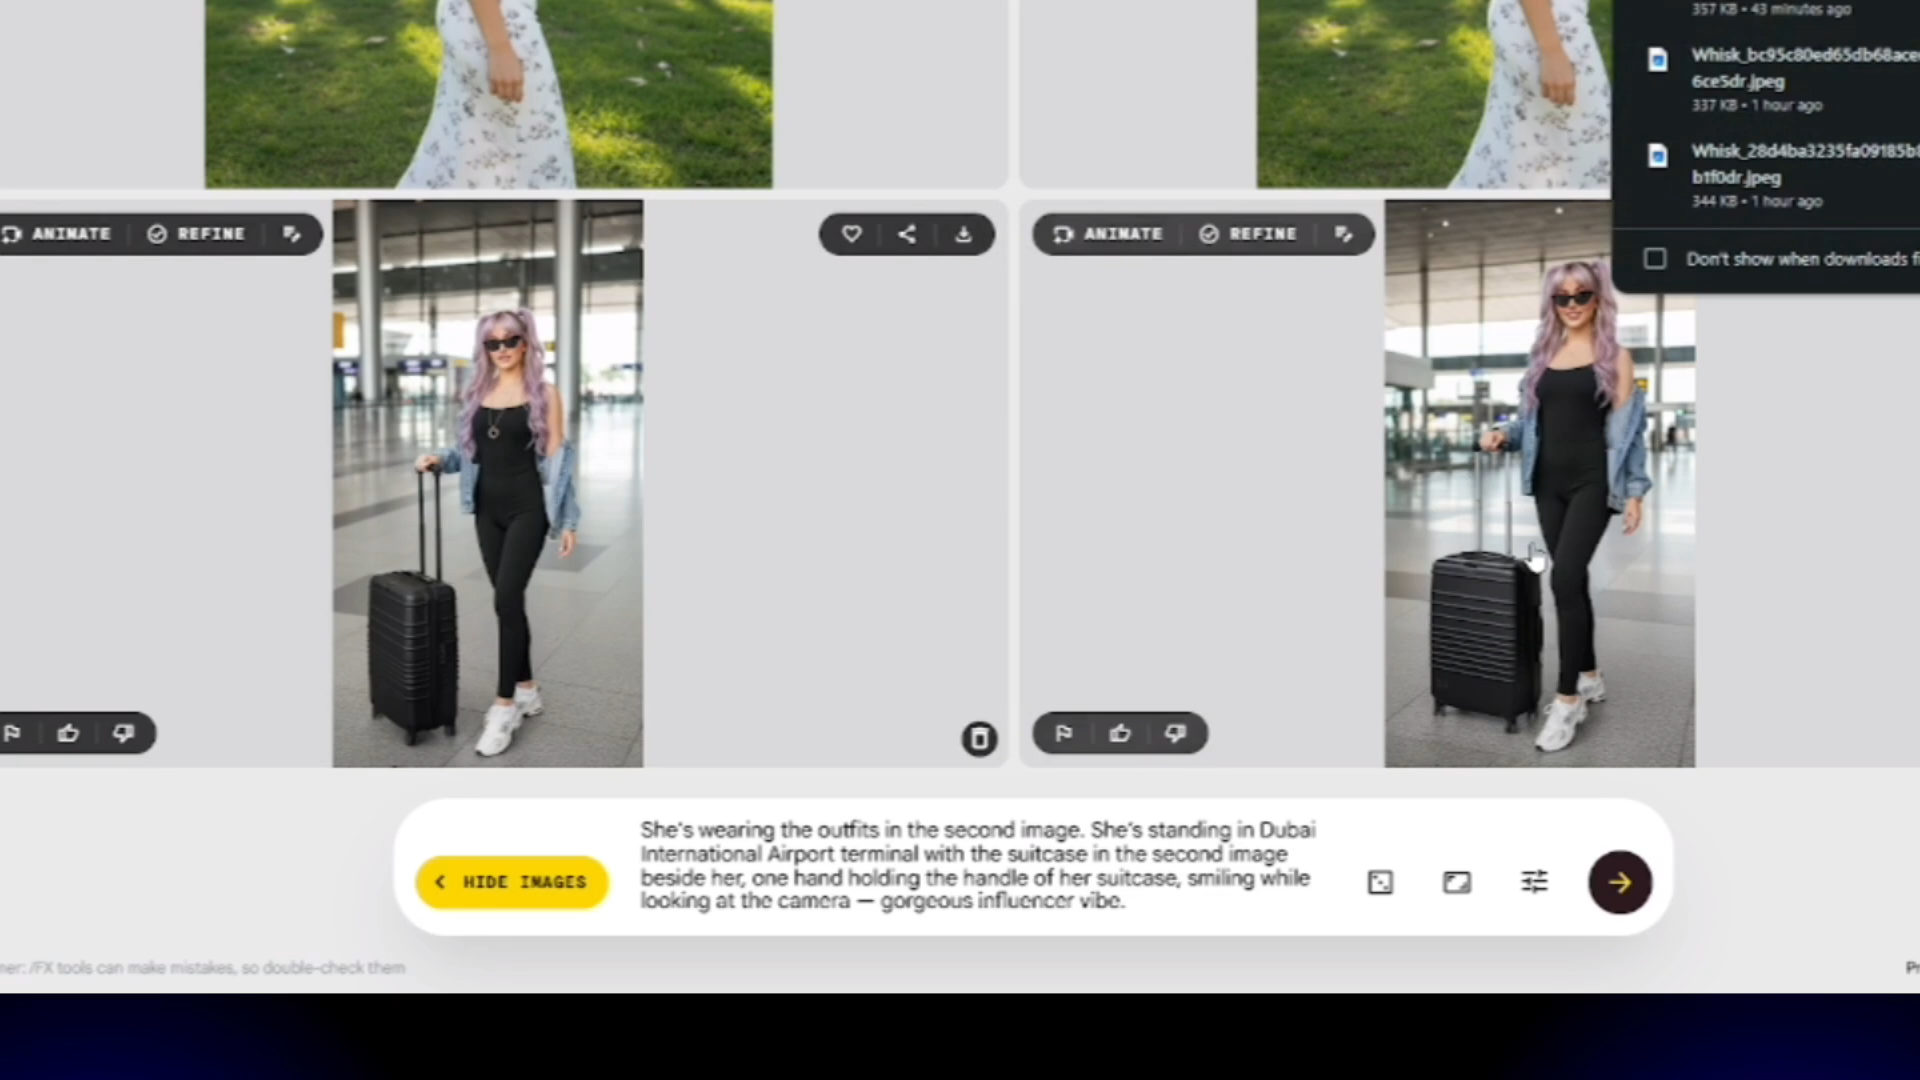 357 KB • 43 minutes ago
Whisk_bc95c80ed65db68ace
6ce5dr.jpeg
337 KB • 1 hour ago
Whisk_28d4ba3235fa09185b
b1f0dr.jpeg
344 KB • 1 hour ago
Don't show when downloads
ANIMATE REFINE
ANIMATE REFINE
She's wearing the outfits in the second image. She's standing in Dubai
International Airport terminal with the suitcase in the second image
beside her, one hand holding the handle of her suitcase, smiling while
looking at the camera — gorgeous influencer vibe.
HIDE IMAGES
mer: /FX tools can make mistakes, so double-check them